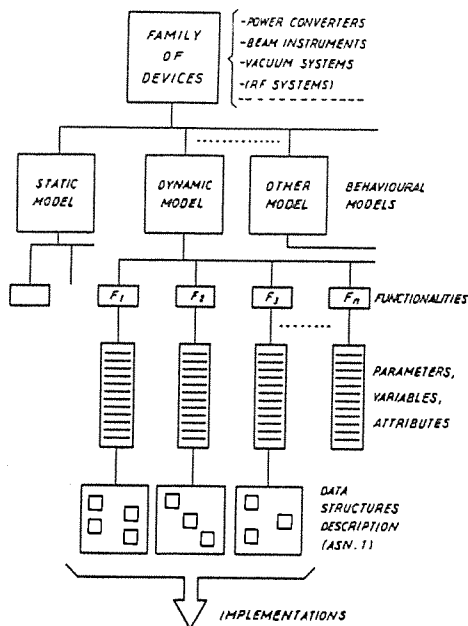 FAMILY
OF
DEVICES
-POWER CONVERTERS
-BEAM INSTRUMENTS
-VACUUM SYSTEMS
-(RF SYSTEMS)
STATIC
MODEL
DYNAMIC
MODEL
OTHER
MODEL
BEHAVIOURAL
MODELS
F1
F2
F3
Fn
FUNCTIONALITIES
PARAMETERS,
VARIABLES,
ATTRIBUTES
DATA
STRUCTURES
DESCRIPTION
(ASN.1)
IMPLEMENTATIONS